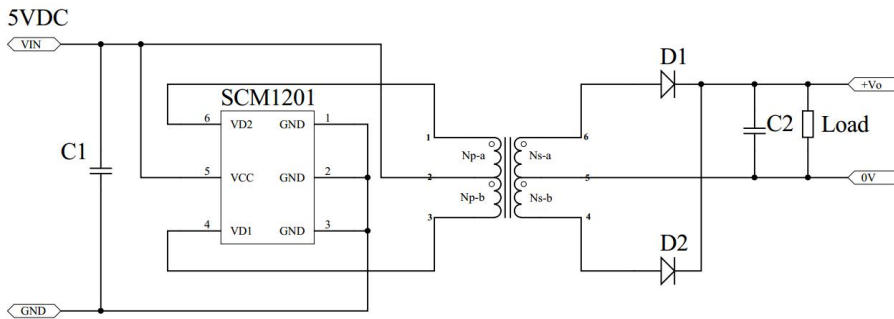 5VDC
VIN
C1
GND
SCM1201
6 VD2 GND 1
5 VCC GND 2
4 VD1 GND 3
1
2
3
Np-a
Np-b
Ns-a
Ns-b
6
5
4
D1
D2
C2
Load
+Vo
0V